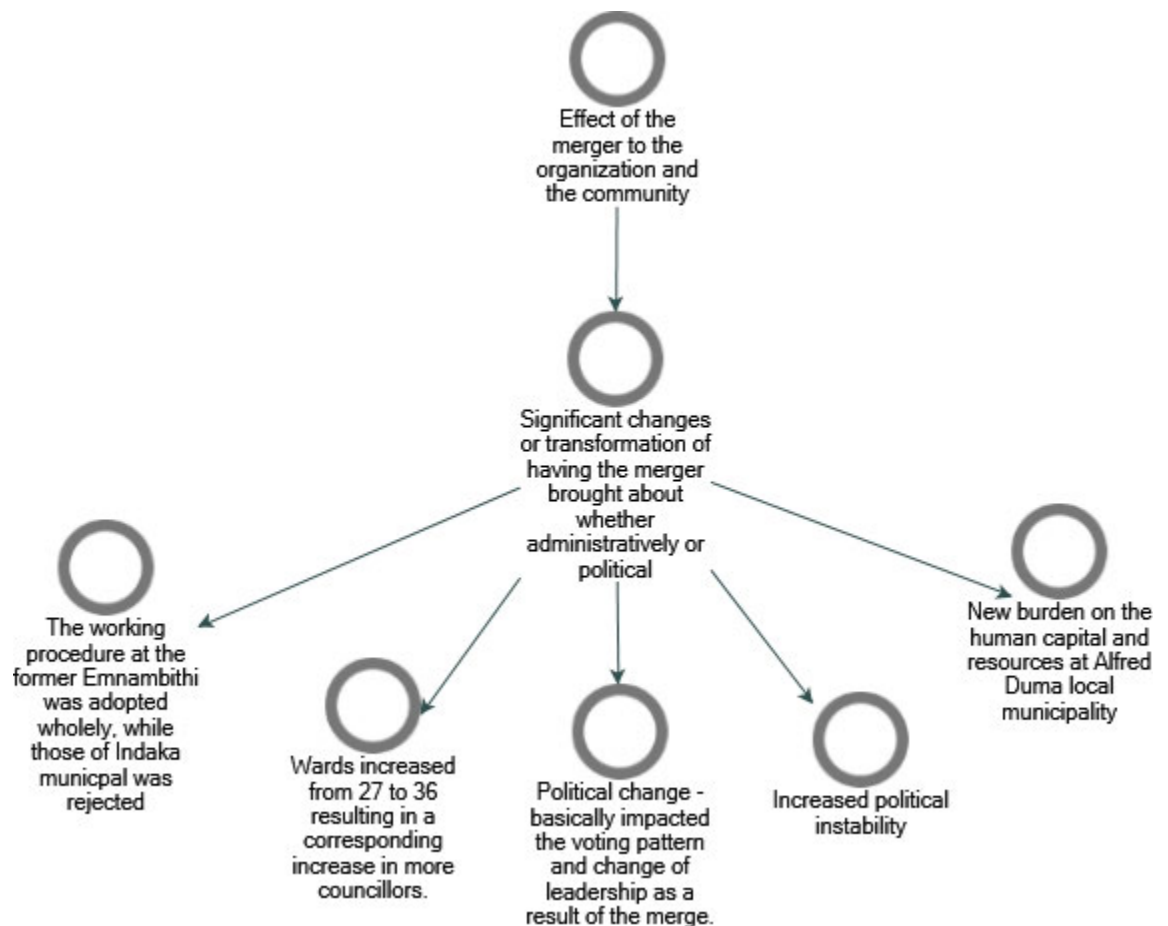 Effect of the
merger to the
organization and
the community
Significant changes
or transformation of
having the merger
brought about
whether
administratively or
political
The working
procedure at the
former Emnambithi
was adopted
wholely, while
those of Indaka
municpal was
rejected
Wards increased
from 27 to 36
resulting in a
corresponding
increase in more
councillors.
Political change -
basically impacted
the voting pattern
and change of
leadership as a
result of the merge.
Increased political
instability
New burden on the
human capital and
resources at Alfred
Duma local
municipality